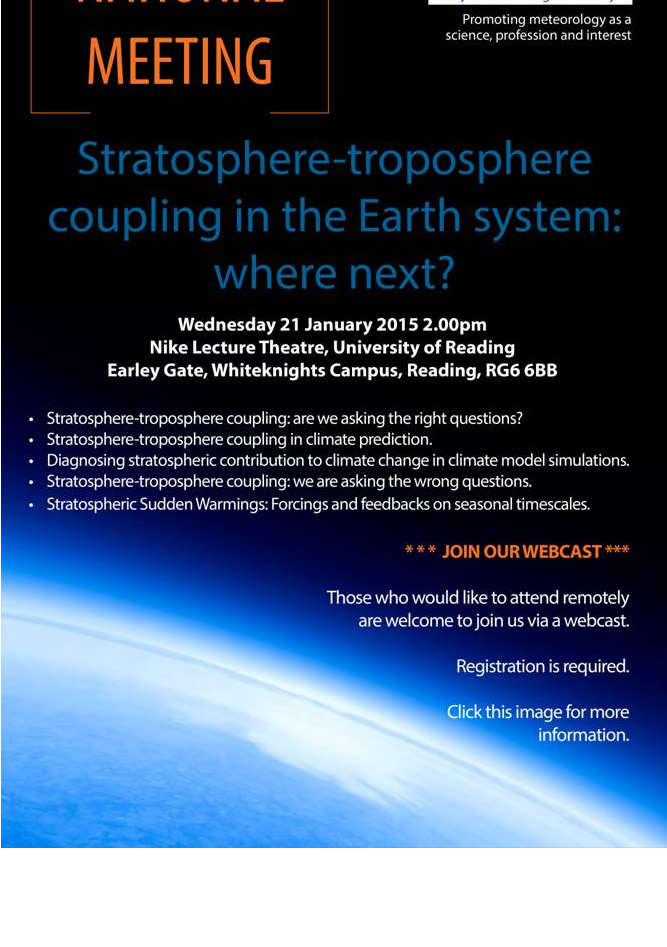 MEETING
Promoting meteorology as a
science, profession and interest
Stratosphere-troposphere
coupling in the Earth system:
where next?
Wednesday 21 January 2015 2.00pm
Nike Lecture Theatre, University of Reading
Earley Gate, Whiteknights Campus, Reading, RG6 6BB
• Stratosphere-troposphere coupling: are we asking the right questions?
• Stratosphere-troposphere coupling in climate prediction.
• Diagnosing stratospheric contribution to climate change in climate model simulations.
• Stratosphere-troposphere coupling: we are asking the wrong questions.
• Stratospheric Sudden Warmings: Forcings and feedbacks on seasonal timescales.
* * * JOIN OUR WEBCAST ***
Those who would like to attend remotely
are welcome to join us via a webcast.
Registration is required.
Click this image for more
information.